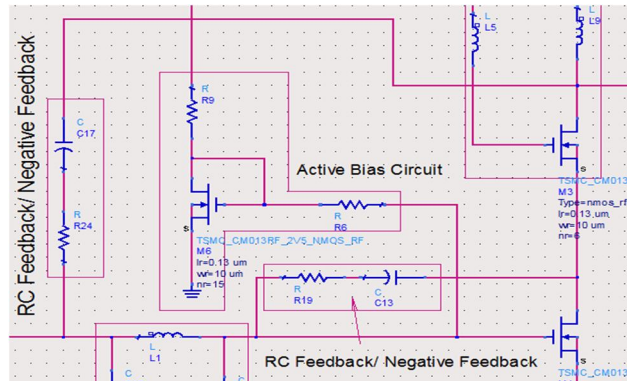 RC Feedback/ Negative Feedback
C
C17
R
R24
R
R9
Active Bias Circuit
R
R6
S
TSMC_CM013RF_2V5_NMOS_RF
M6
lr=0.13 um
wr=10 um
nr=15
R
R19
C
C13
RC Feedback/ Negative Feedback
L
L1
C
C
L
L5
L
L9
S
TSMC_CM013
M3
Type=nmos_rf
lr=0.13 um
wr=10 um
nr=6
S
TSMC_CM013